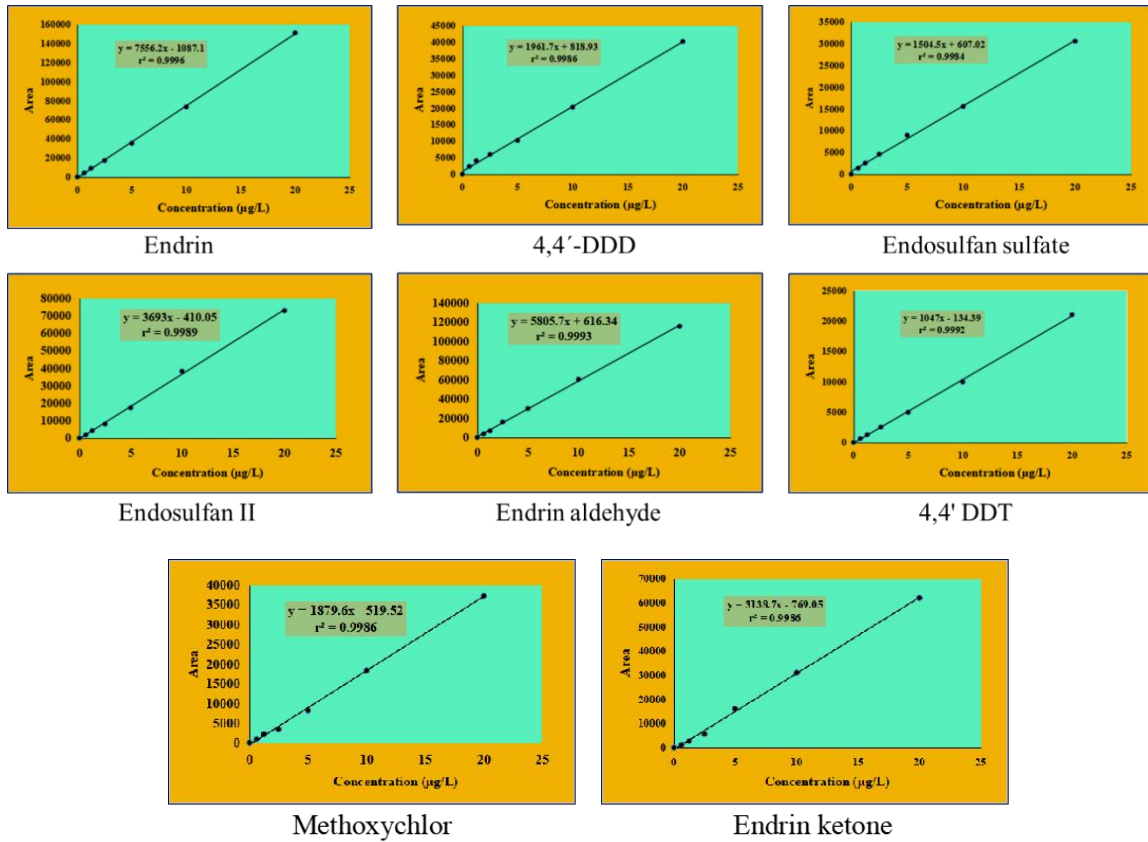 160000
140000
120000
100000
80000
60000
40000
20000
0
Area
y = 7556.2x - 1087.1
r² = 0.9996
0 5 10 15 20 25
Concentration (µg/L)
Endrin
45000
40000
35000
30000
25000
20000
15000
10000
5000
0
Area
y = 1961.7x + 818.93
r² = 0.9986
0 5 10 15 20 25
Concentration (µg/L)
4,4´-DDD
35000
30000
25000
20000
15000
10000
5000
0
Area
y = 1504.5x + 607.02
r² = 0.9984
0 5 10 15 20 25
Concentration (µg/L)
Endosulfan sulfate
80000
70000
60000
50000
40000
30000
20000
10000
0
Area
y = 3693x - 410.05
r² = 0.9989
0 5 10 15 20 25
Concentration (µg/L)
Endosulfan II
140000
120000
100000
80000
60000
40000
20000
0
Area
y = 5805.7x + 616.34
r² = 0.9993
0 5 10 15 20 25
Concentration (µg/L)
Endrin aldehyde
25000
20000
15000
10000
5000
0
Area
y = 1047x - 134.39
r² = 0.9992
0 5 10 15 20 25
Concentration (µg/L)
4,4' DDT
40000
35000
30000
25000
20000
15000
10000
5000
0
Area
y = 1879.6x 519.52
r² = 0.9986
0 5 10 15 20 25
Concentration (µg/L)
Methoxychlor
70000
60000
50000
40000
30000
20000
10000
0
Area
y = 3138.7x - 769.05
r² = 0.9986
0 5 10 15 20 25
Concentration (µg/L)
Endrin ketone